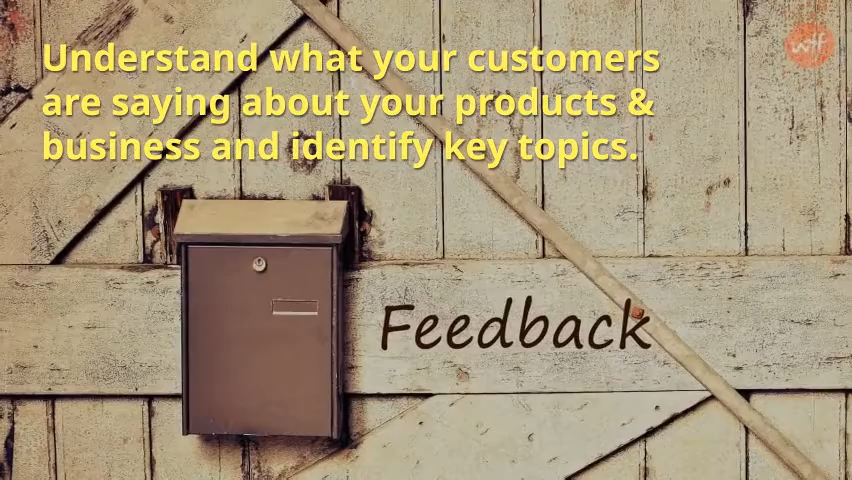 Understand what your customers
are saying about your products &
business and identify key topics.
Feedback